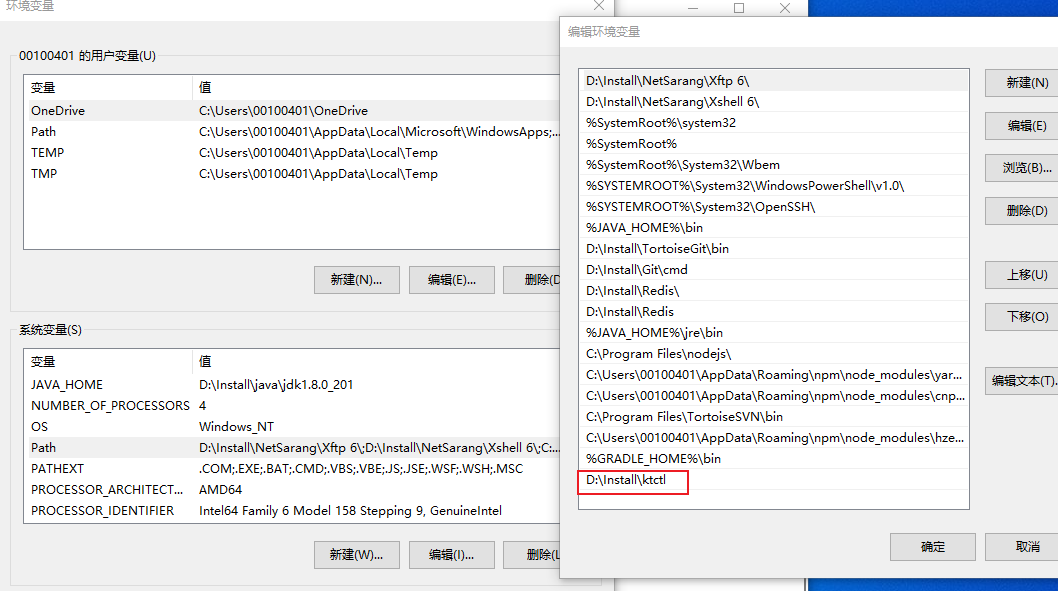 环境变量
00100401 的用户变量(U)
变量 值
OneDrive C:\Users\00100401\OneDrive
Path C:\Users\00100401\AppData\Local\Microsoft\WindowsApps;...
TEMP C:\Users\00100401\AppData\Local\Temp
TMP C:\Users\00100401\AppData\Local\Temp
新建(N)... 编辑(E)... 删除(D
系统变量(S)
变量 值
JAVA_HOME D:\Install\java\jdk1.8.0_201
NUMBER_OF_PROCESSORS 4
OS Windows_NT
Path D:\Install\NetSarang\Xftp 6\;D:\Install\NetSarang\Xshell 6\;C:...
PATHEXT .COM;.EXE;.BAT;.CMD;.VBS;.VBE;.JS;.JSE;.WSF;.WSH;.MSC
PROCESSOR_ARCHITECT... AMD64
PROCESSOR_IDENTIFIER Intel64 Family 6 Model 158 Stepping 9, GenuineIntel
新建(W)... 编辑(I)... 删除(L
编辑环境变量
D:\Install\NetSarang\Xftp 6\
D:\Install\NetSarang\Xshell 6\
%SystemRoot%\system32
%SystemRoot%
%SystemRoot%\System32\Wbem
%SYSTEMROOT%\System32\WindowsPowerShell\v1.0\
%SYSTEMROOT%\System32\OpenSSH\
%JAVA_HOME%\bin
D:\Install\TortoiseGit\bin
D:\Install\Git\cmd
D:\Install\Redis\
D:\Install\Redis
%JAVA_HOME%\jre\bin
C:\Program Files\nodejs\
C:\Users\00100401\AppData\Roaming\npm\node_modules\yar...
C:\Users\00100401\AppData\Roaming\npm\node_modules\cnp...
C:\Program Files\TortoiseSVN\bin
C:\Users\00100401\AppData\Roaming\npm\node_modules\hze...
%GRADLE_HOME%\bin
D:\Install\ktctl
新建(N)
编辑(E)
浏览(B)...
删除(D)
上移(U)
下移(O)
编辑文本(T).
确定 取消